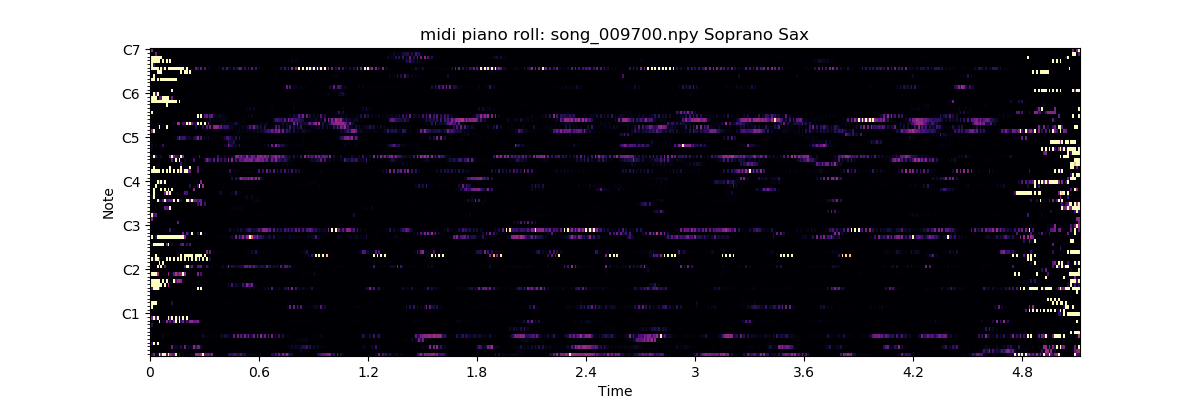 midi piano roll: song_009700.npy Soprano Sax
C7
C6
C5
C4
C3
C2
C1
Note
0 0.6 1.2 1.8 2.4 3 3.6 4.2 4.8
Time